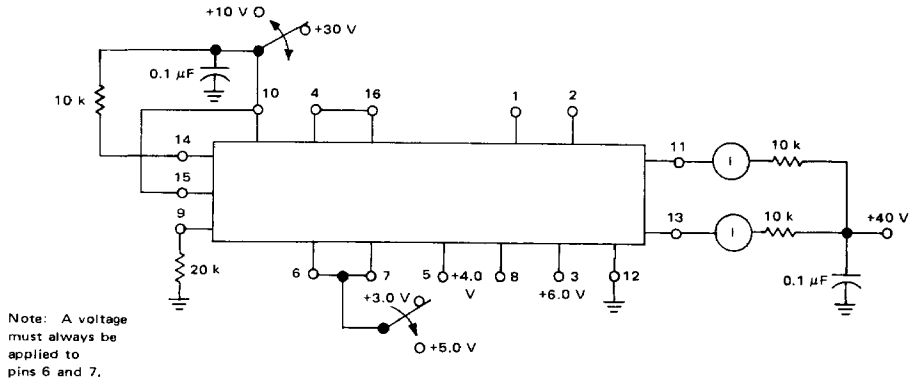 +10 V
+30 V
0.1 µF
10 k
10
4
16
1
2
14
11
10 k
15
9
13
10 k
+40 V
20 k
6
7
5
+4.0
V
8
3
+6.0 V
12
0.1 µF
+3.0 V
+5.0 V
I
I
Note: A voltage
must always be
applied to
pins 6 and 7.